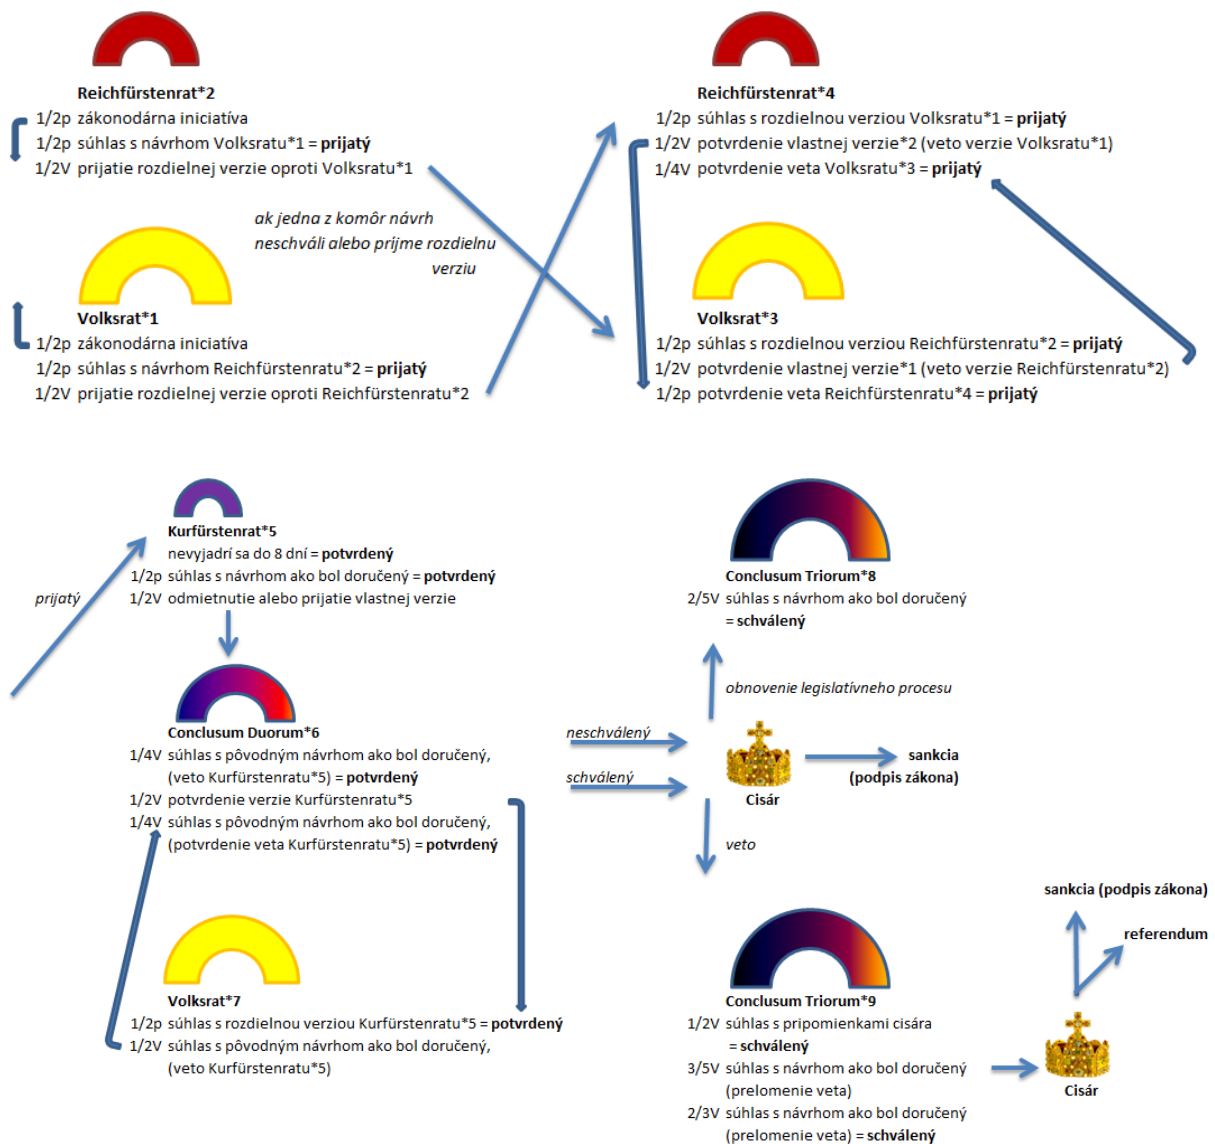 Reichfürstenrat*2
1/2p zákonodárna iniciatíva
1/2p súhlas s návrhom Volksratu*1 = prijatý
1/2V prijatie rozdielnej verzie oproti Volksratu*1
ak jedna z komôr návrh
neschváli alebo príjme rozdielnu
verziu
Volksrat*1
1/2p zákonodárna iniciatíva
1/2p súhlas s návrhom Reichfürstenratu*2 = prijatý
1/2V prijatie rozdielnej verzie oproti Reichfürstenratu*2
Reichfürstenrat*4
1/2p súhlas s rozdielnou verziou Volksratu*1 = prijatý
1/2V potvrdenie vlastnej verzie*2 (veto verzie Volksratu*1)
1/4V potvrdenie veta Volksratu*3 = prijatý
Volksrat*3
1/2p súhlas s rozdielnou verziou Reichfürstenratu*2 = prijatý
1/2V potvrdenie vlastnej verzie*1 (veto verzie Reichfürstenratu*2)
1/2p potvrdenie veta Reichfürstenratu*4 = prijatý
Kurfürstenrat*5
nevyjadrí sa do 8 dní = potvrdený
1/2p súhlas s návrhom ako bol doručený = potvrdený
1/2V odmietnutie alebo prijatie vlastnej verzie
prijatý
Conclusum Duorum*6
1/4V súhlas s pôvodným návrhom ako bol doručený,
(veto Kurfürstenratu*5) = potvrdený
1/2V potvrdenie verzie Kurfürstenratu*5
1/4V súhlas s pôvodným návrhom ako bol doručený,
(potvrdenie veta Kurfürstenratu*5) = potvrdený
Volksrat*7
1/2p súhlas s rozdielnou verziou Kurfürstenratu*5 = potvrdený
1/2V súhlas s pôvodným návrhom ako bol doručený,
(veto Kurfürstenratu*5)
Conclusum Triorum*8
2/5V súhlas s návrhom ako bol doručený
= schválený
obnovenie legislatívneho procesu
neschválený
schválený
Cisár
sankcia
(podpis zákona)
veto
Conclusum Triorum*9
1/2V súhlas s pripomienkami cisára
= schválený
3/5V súhlas s návrhom ako bol doručený
(prelomenie veta)
2/3V súhlas s návrhom ako bol doručený
(prelomenie veta) = schválený
sankcia (podpis zákona)
referendum
Cisár